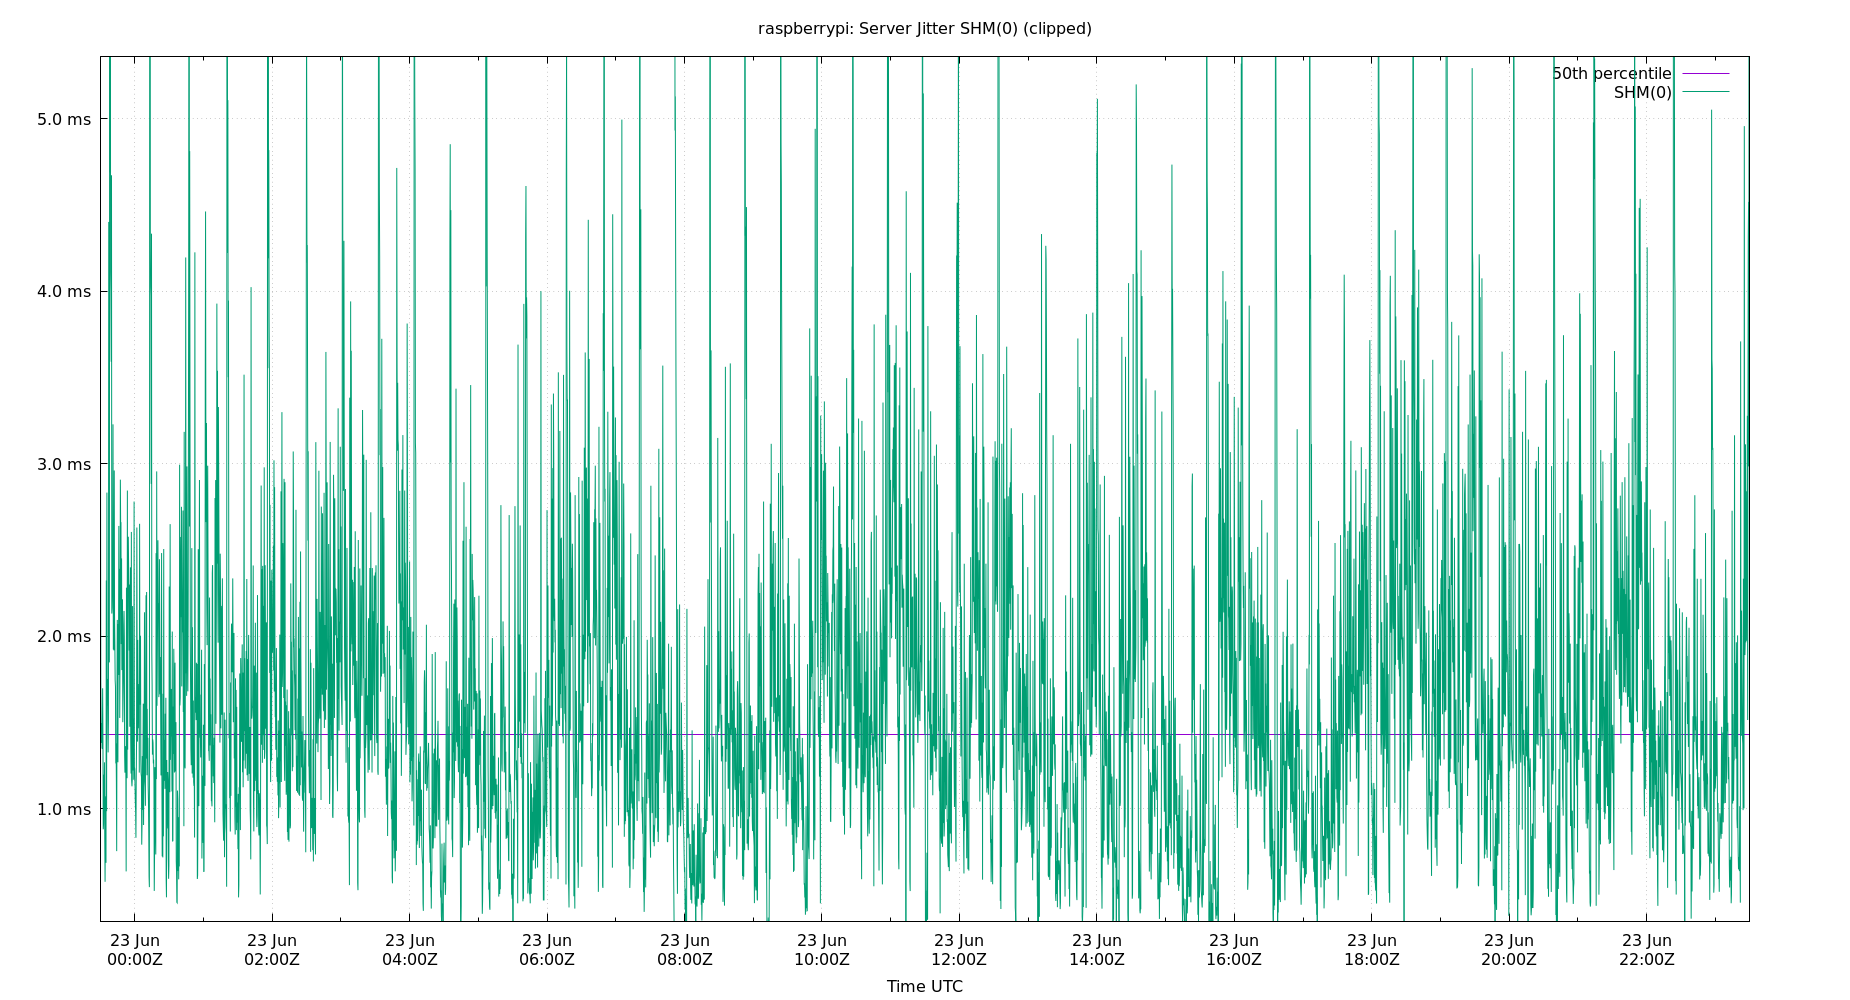 raspberrypi: Server Jitter SHM(0) (clipped)
50th percentile
SHM(0)
5.0 ms
4.0 ms
3.0 ms
2.0 ms
1.0 ms
23 Jun 23 Jun 23 Jun 23 Jun 23 Jun 23 Jun 23 Jun 23 Jun 23 Jun 23 Jun 23 Jun 23 Jun
00:00Z 02:00Z 04:00Z 06:00Z 08:00Z 10:00Z 12:00Z 14:00Z 16:00Z 18:00Z 20:00Z 22:00Z
Time UTC